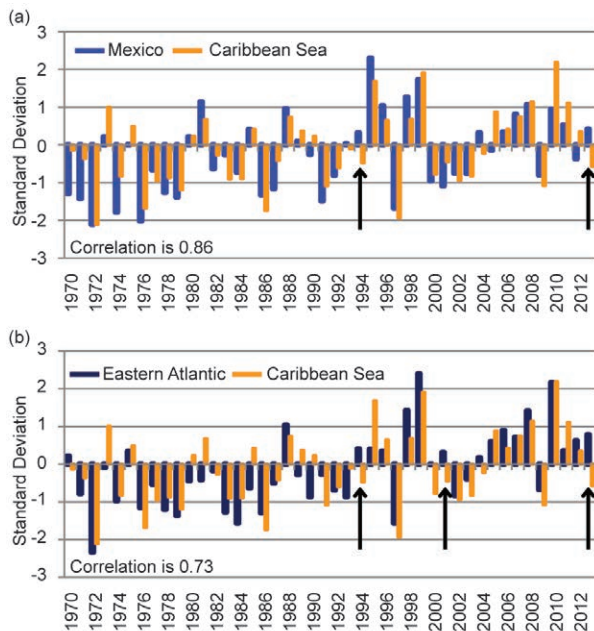 (a)
3
Mexico Caribbean Sea
2
1
0
-1
-2
-3
Standard Deviation
Correlation is 0.86
1970 1972 1974 1976 1978 1980 1982 1984 1986 1988 1990 1992 1994 1996 1998 2000 2002 2004 2006 2008 2010 2012
(b)
3
Eastern Atlantic Caribbean Sea
2
1
0
-1
-2
-3
Standard Deviation
Correlation is 0.73
1970 1972 1974 1976 1978 1980 1982 1984 1986 1988 1990 1992 1994 1996 1998 2000 2002 2004 2006 2008 2010 2012